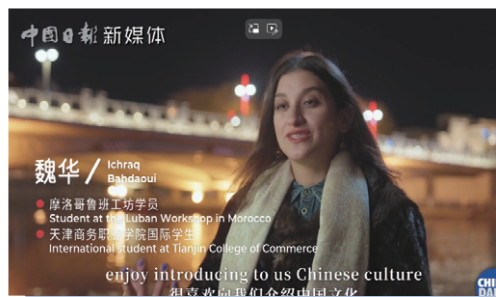 中国日报 新媒体
魏华 / Ichraq Bahdaoui
摩洛哥鲁班工坊学员
Student at the Luban Workshop in Morocco
天津商务职业学院国际学生
International student at Tianjin College of Commerce
enjoy introducing to us Chinese culture
很喜欢向我们介绍中国文化
CHI
DAI